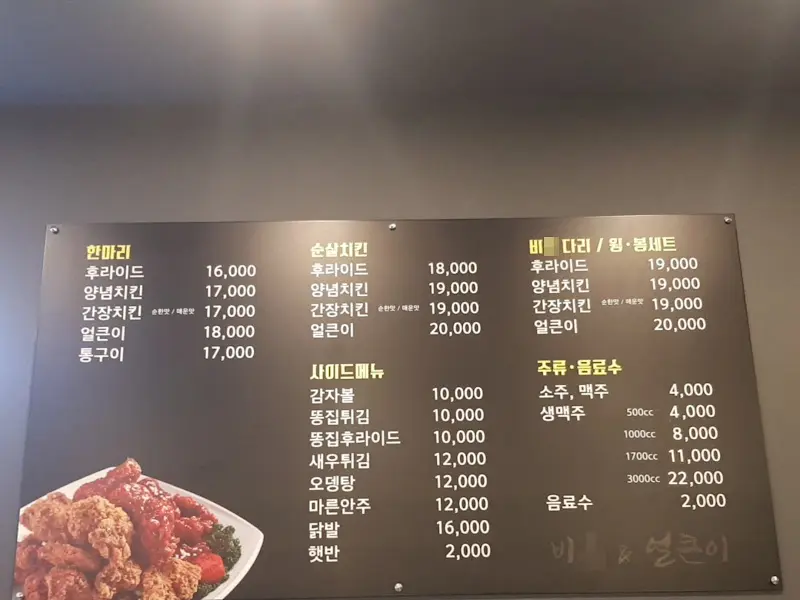 한마리
후라이드 16,000
양념치킨 17,000
간장치킨 순한맛 / 매운맛 17,000
얼큰이 18,000
통구이 17,000
순살치킨
후라이드 18,000
양념치킨 19,000
간장치킨 순한맛 / 매운맛 19,000
얼큰이 20,000
사이드메뉴
감자볼 10,000
똥집튀김 10,000
똥집후라이드 10,000
새우튀김 12,000
오뎅탕 12,000
마른안주 12,000
닭발 16,000
햇반 2,000
비 다리 / 윙·봉세트
후라이드 19,000
양념치킨 19,000
간장치킨 순한맛 / 매운맛 19,000
얼큰이 20,000
주류·음료수
소주, 맥주 4,000
생맥주 500cc 4,000
1000cc 8,000
1700cc 11,000
3000cc 22,000
음료수 2,000
비 & 얼큰이